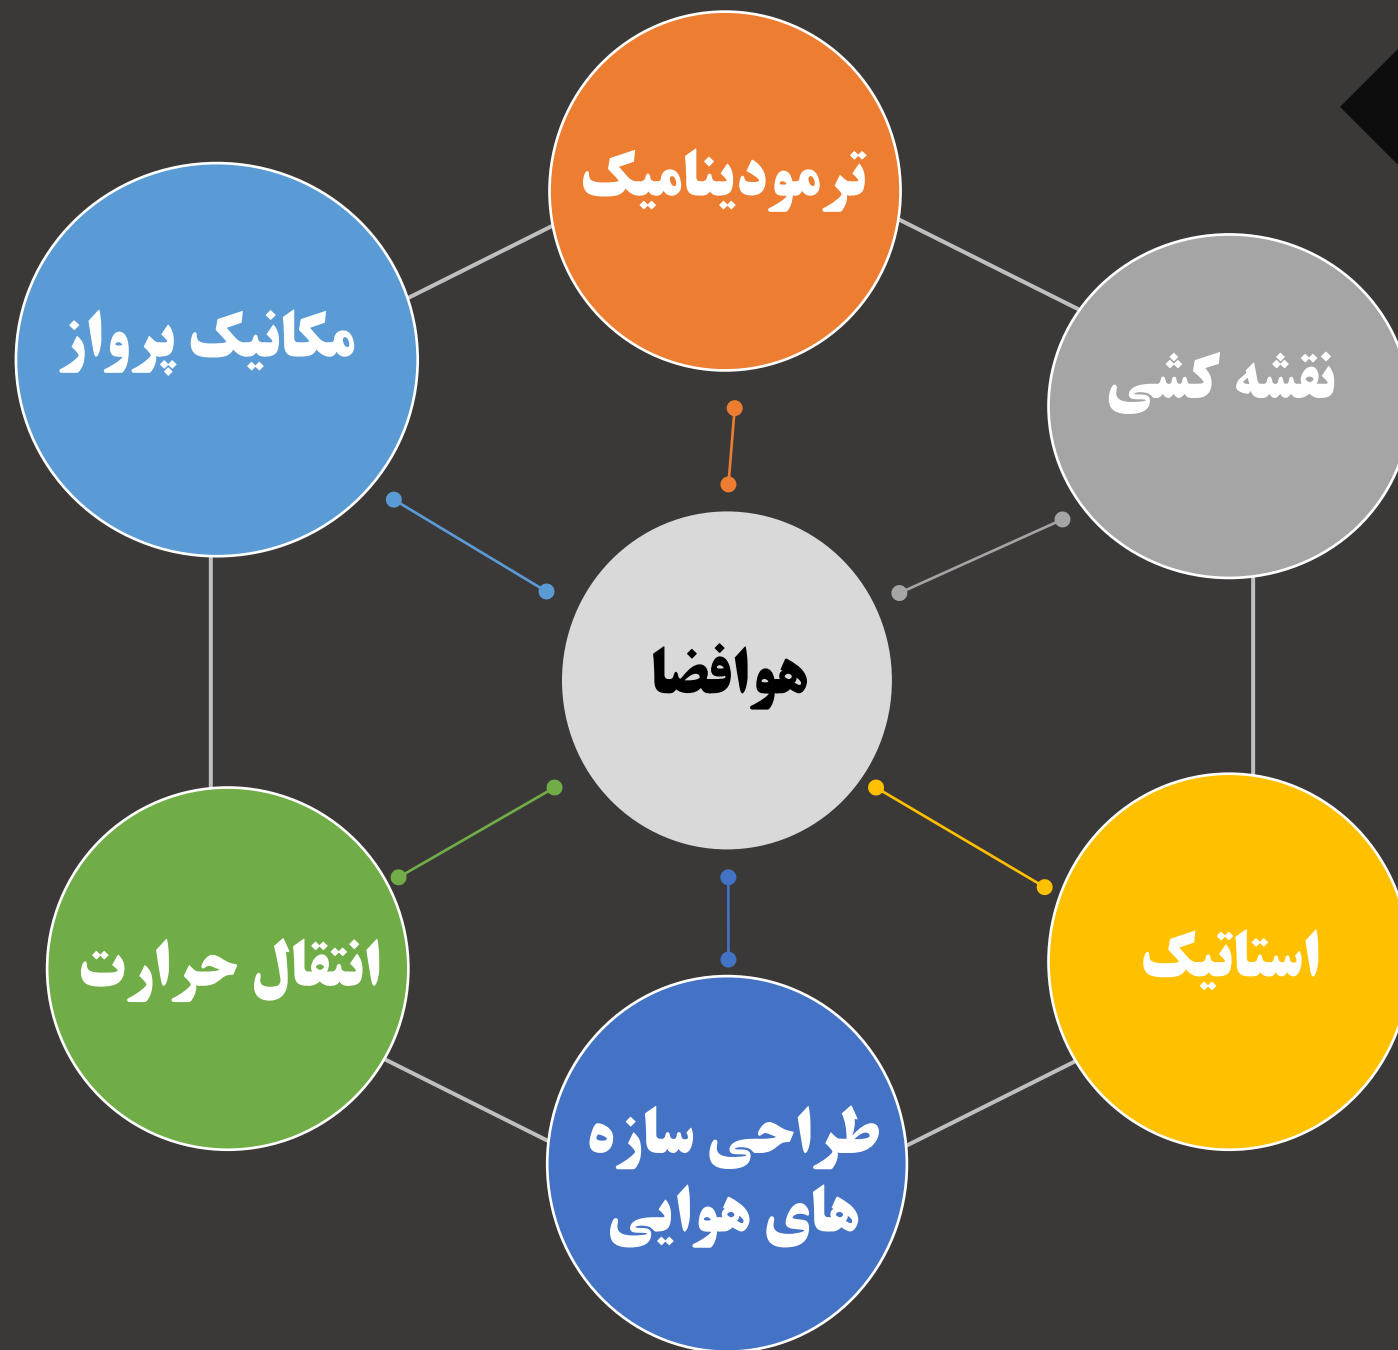 ترمودینامیک
مکانیک پرواز
نقشه کشی
هوافضا
انتقال حرارت
استاتیک
طراحی سازه
های هوایی